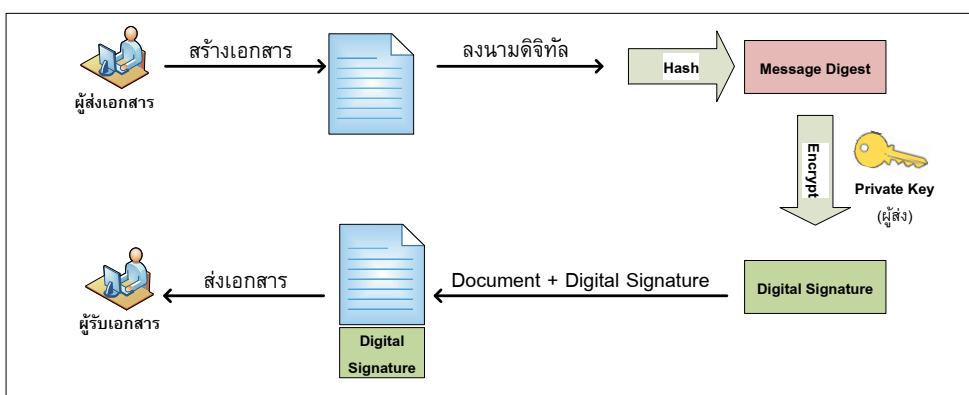 สร้างเอกสาร
ลงนามดิจิทัล
Hash
Message Digest
ผู้ส่งเอกสาร
Encrypt
Private Key
(ผู้ส่ง)
ส่งเอกสาร
Document + Digital Signature
Digital Signature
ผู้รับเอกสาร
Digital
Signature